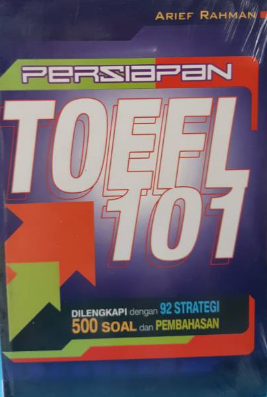 ARIEF RAHMAN
PERSIAPAN
TOEFL
101
DILENGKAPI dengan 92 STRATEGI
500 SOAL dan PEMBAHASAN